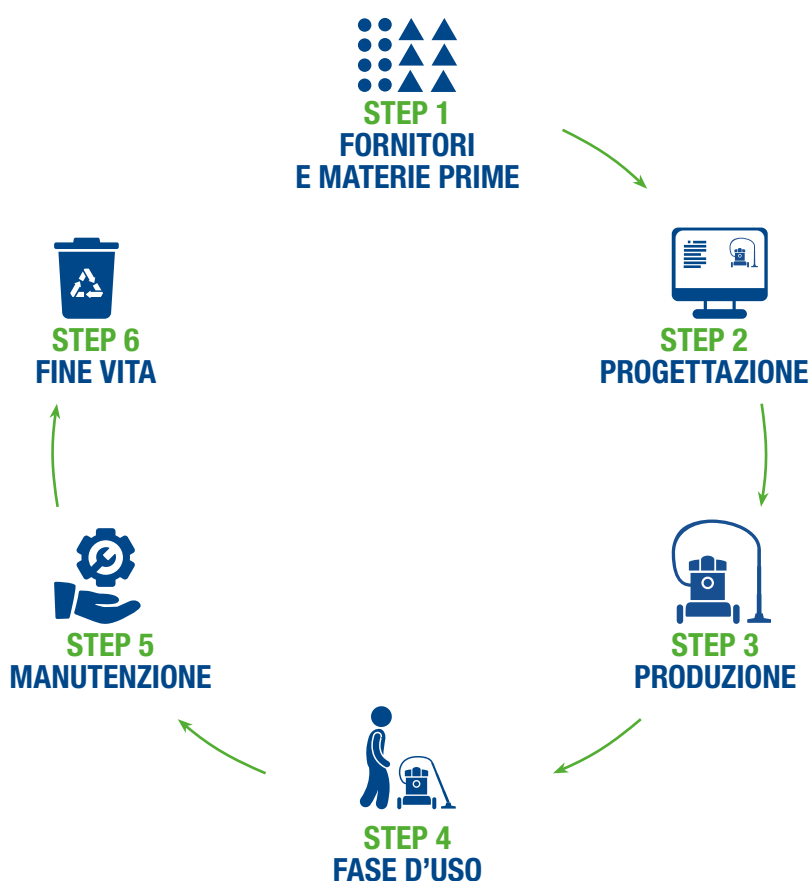 STEP 1
FORNITORI
E MATERIE PRIME
STEP 2
PROGETTAZIONE
STEP 3
PRODUZIONE
STEP 4
FASE D'USO
STEP 5
MANUTENZIONE
STEP 6
FINE VITA